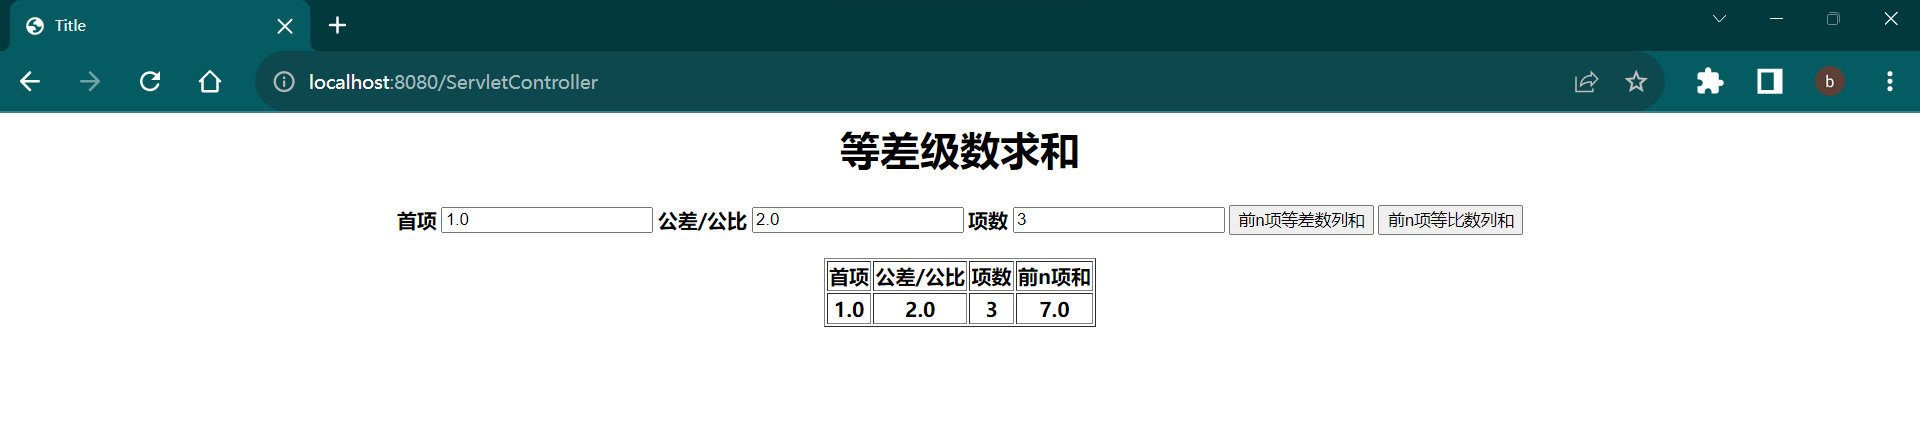 Title
localhost:8080/ServletController
b
等差级数求和
首项 1.0 公差/公比 2.0 项数 3 前n项等差数列和 前n项等比数列和
首项 公差/公比 项数 前n项和
1.0 2.0 3 7.0